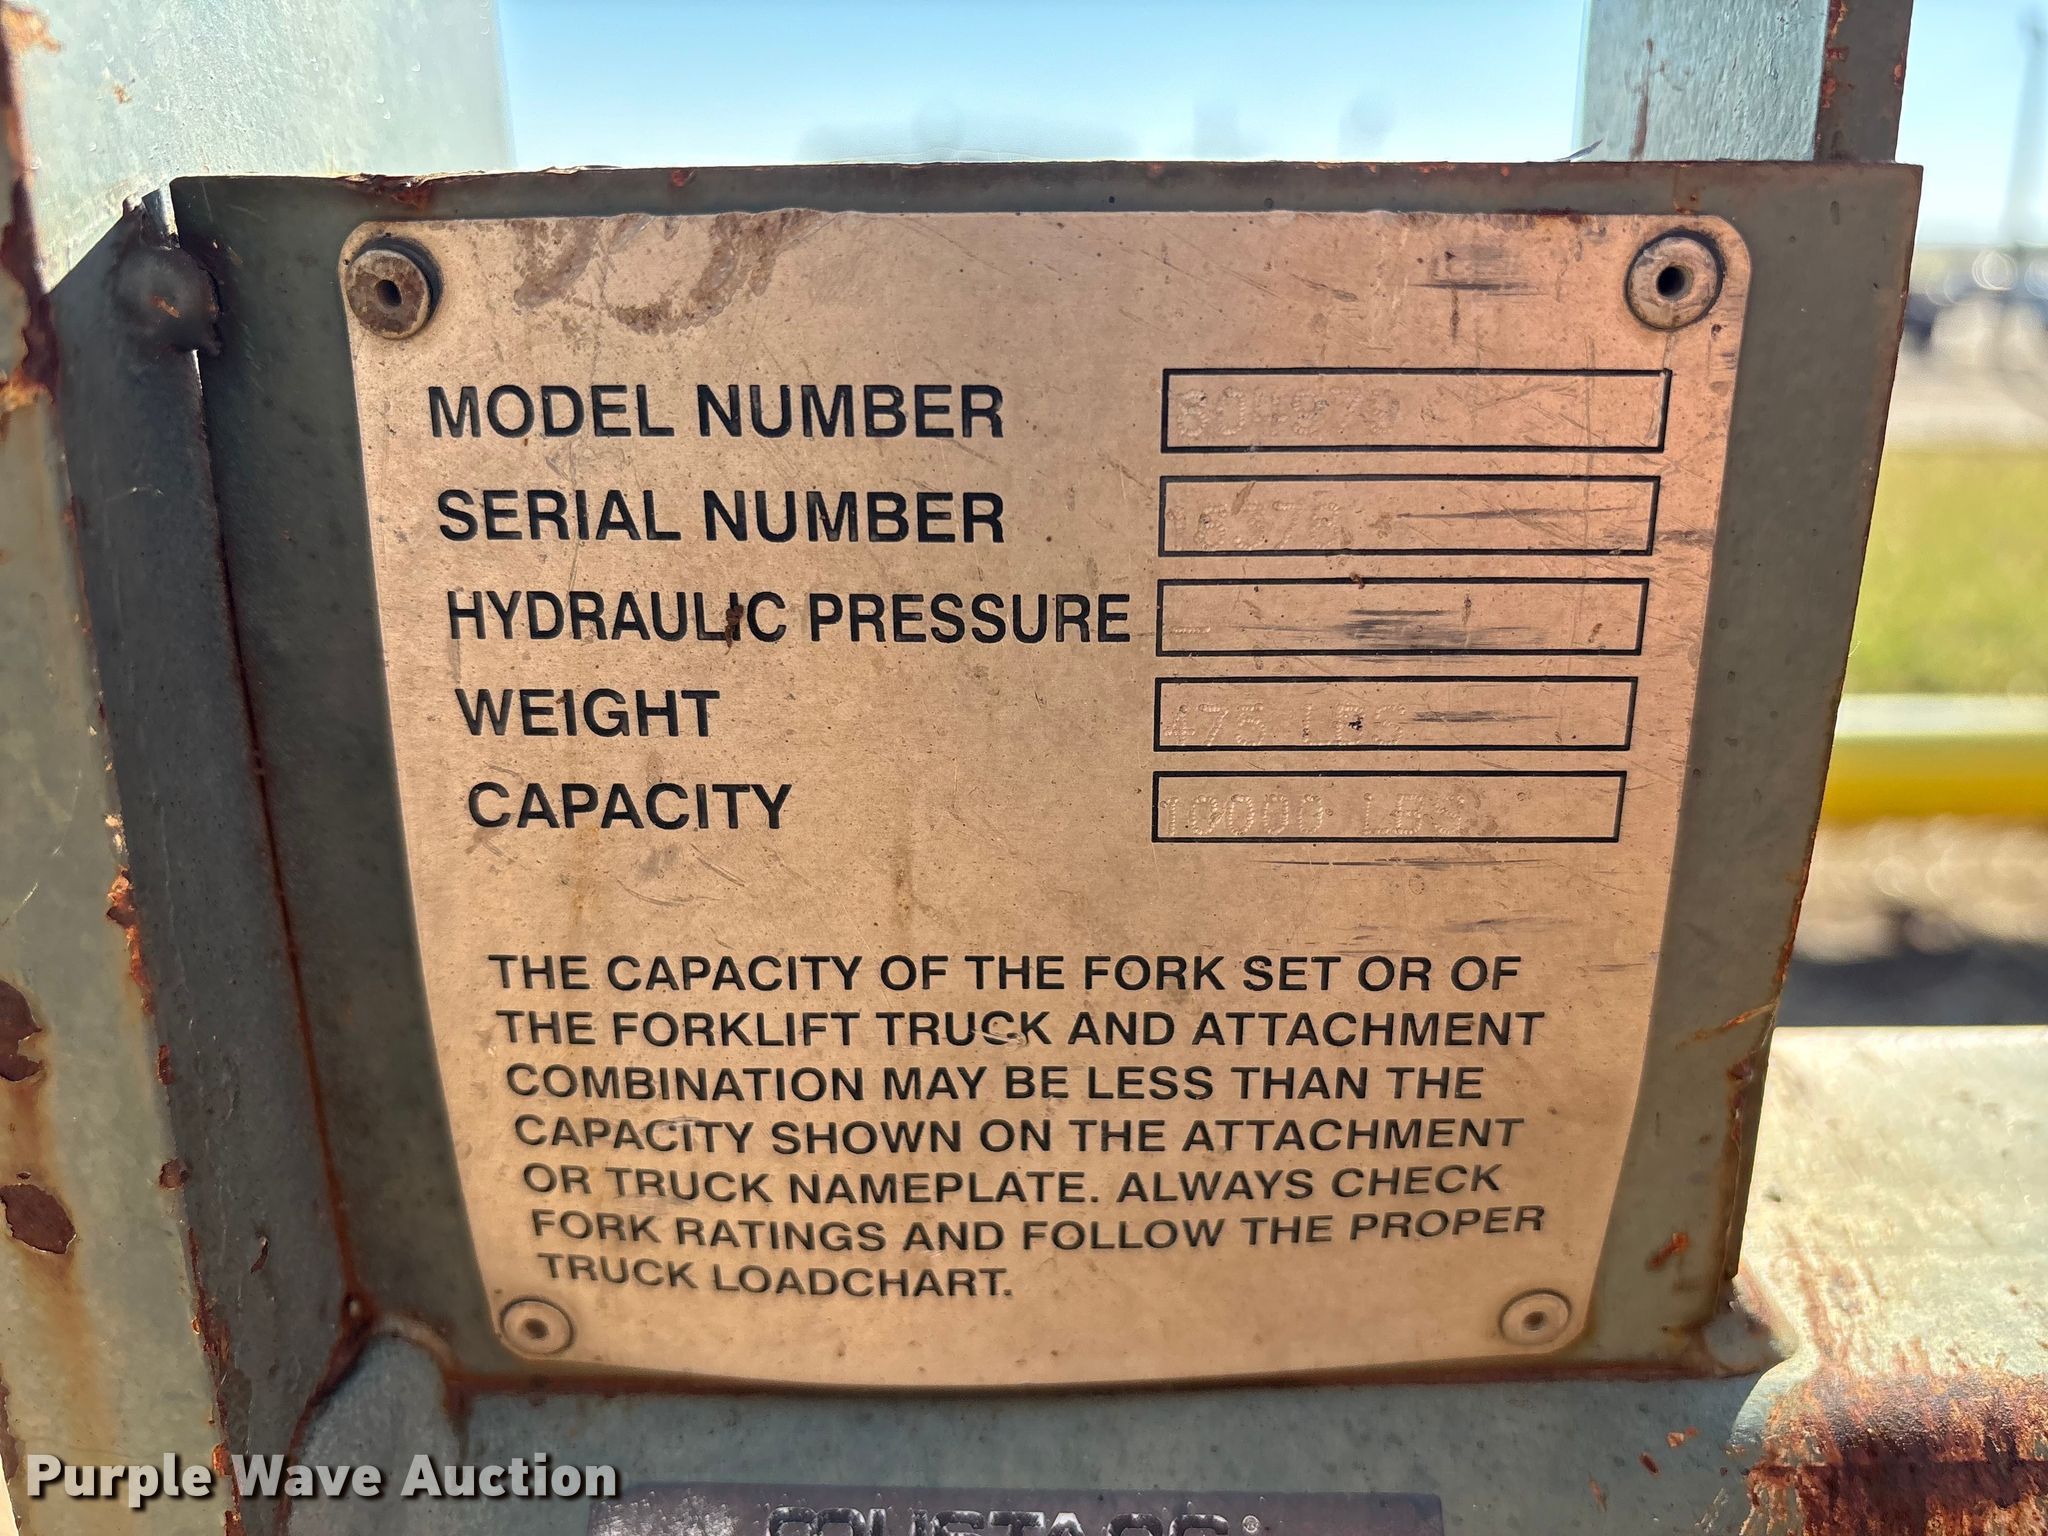 MODEL NUMBER
SERIAL NUMBER
HYDRAULIC PRESSURE —
WEIGHT 475 LBS
CAPACITY 10000 LBS
THE CAPACITY OF THE FORK SET OR OF
THE FORKLIFT TRUCK AND ATTACHMENT
COMBINATION MAY BE LESS THAN THE
CAPACITY SHOWN ON THE ATTACHMENT
OR TRUCK NAMEPLATE. ALWAYS CHECK
FORK RATINGS AND FOLLOW THE PROPER
TRUCK LOADCHART.
Purple Wave Auction